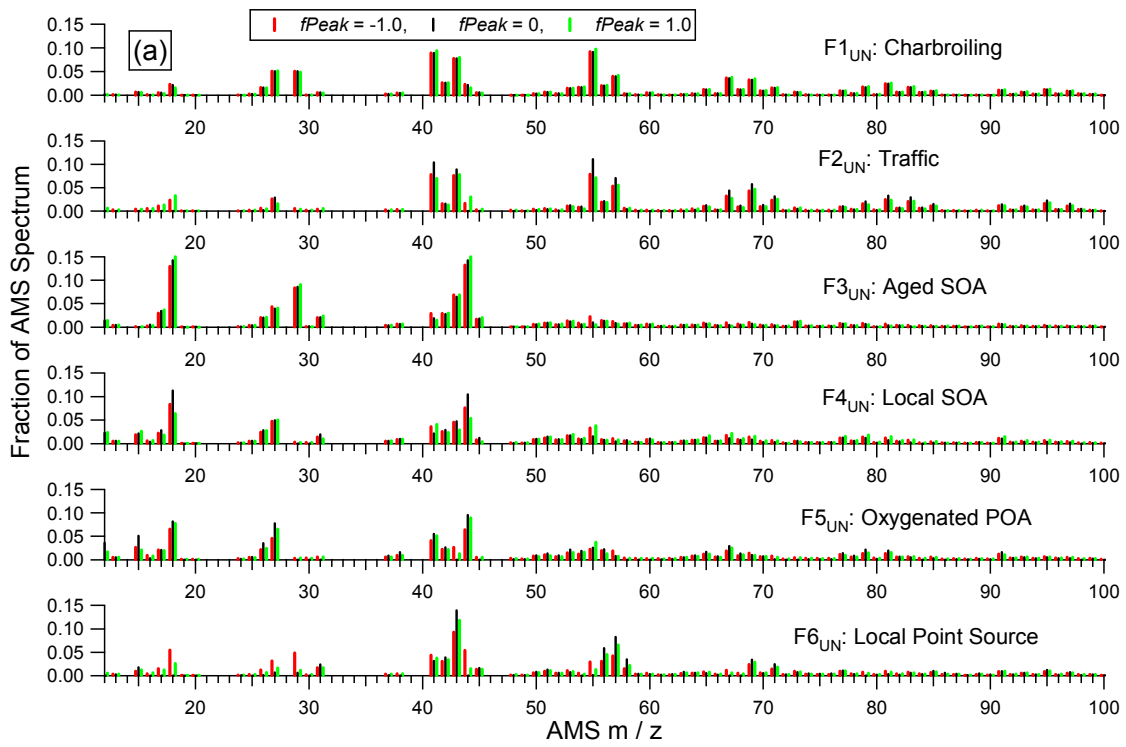 (a)
fPeak = -1.0, fPeak = 0, fPeak = 1.0
Fraction of AMS Spectrum
F1UN: Charbroiling
0.15
0.10
0.05
0.00
20 30 40 50 60 70 80 90 100
F2UN: Traffic
0.15
0.10
0.05
0.00
20 30 40 50 60 70 80 90 100
F3UN: Aged SOA
0.15
0.10
0.05
0.00
20 30 40 50 60 70 80 90 100
F4UN: Local SOA
0.15
0.10
0.05
0.00
20 30 40 50 60 70 80 90 100
F5UN: Oxygenated POA
0.15
0.10
0.05
0.00
20 30 40 50 60 70 80 90 100
F6UN: Local Point Source
0.15
0.10
0.05
0.00
20 30 40 50 60 70 80 90 100
AMS m / z